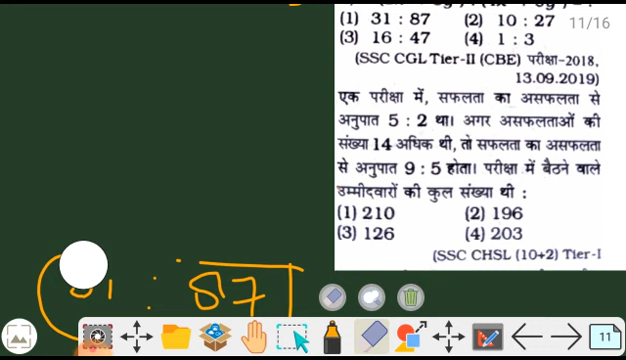 (1) 31 : 87 (2) 10 : 27
11/16
(3) 16 : 47 (4) 1 : 3
(SSC CGL Tier-II (CBE) परीक्षा-2018,
13.09.2019)
एक परीक्षा में, सफलता का असफलता से
अनुपात 5 : 2 था। अगर असफलताओं की
संख्या 14 अधिक थी, तो सफलता का असफलता
से अनुपात 9 : 5 होता। परीक्षा में बैठने वाले
उम्मीदवारों की कुल संख्या थी :
(1) 210 (2) 196
(3) 126 (4) 203
(SSC CHSL (10+2) Tier-I
: 87
11